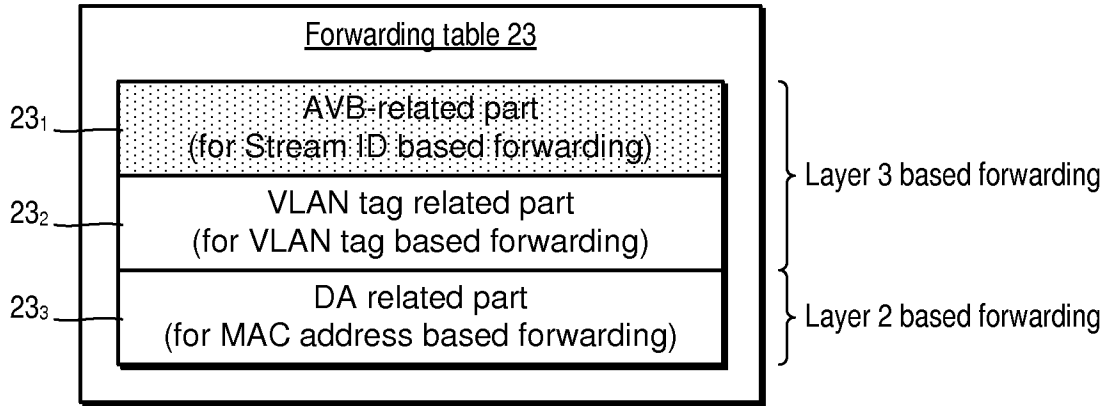 Forwarding table 23
23₁
AVB-related part
(for Stream ID based forwarding)
Layer 3 based forwarding
23₂
VLAN tag related part
(for VLAN tag based forwarding)
23₃
DA related part
(for MAC address based forwarding)
Layer 2 based forwarding